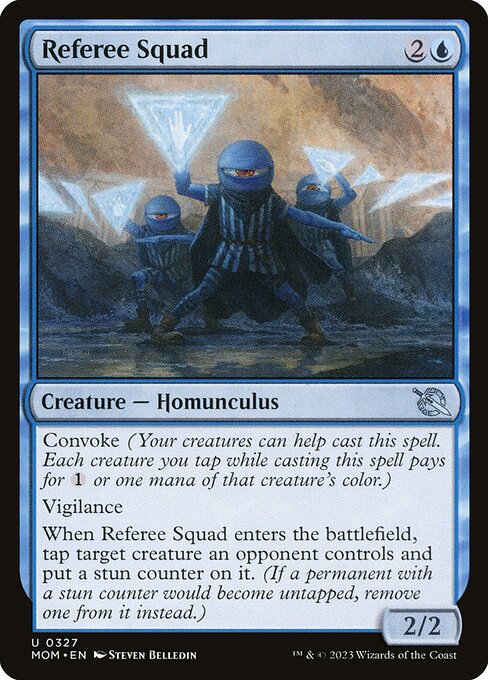 Referee Squad 2
Creature — Homunculus
Convoke (Your creatures can help cast this spell.
Each creature you tap while casting this spell pays
for 1 or one mana of that creature's color.)
Vigilance
When Referee Squad enters the battlefield,
tap target creature an opponent controls and
put a stun counter on it. (If a permanent with
a stun counter would become untapped, remove
one from it instead.)
2/2
U 0327
MOM • EN Steven Belledin
™ & © 2023 Wizards of the Coast